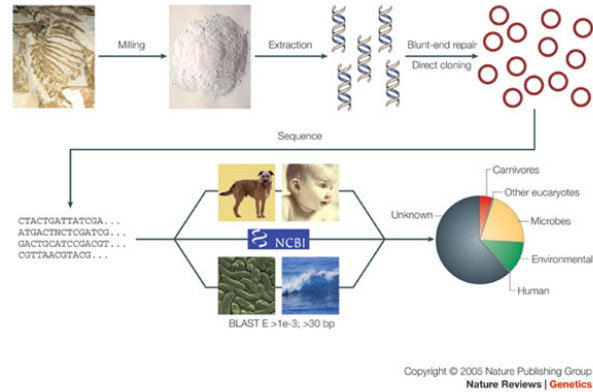 Milling
Extraction
Blunt-end repair
Direct cloning
Sequence
CTACTGATTATCGA...
ATGACTNCTCGATCG...
GACTGCATCCGACGT...
CGTTAACGTACG...
NCBI
BLAST E >1e-3; >30 bp
Carnivores
Other eucaryotes
Unknown
Microbes
Environmental
Human
Copyright © 2005 Nature Publishing Group
Nature Reviews | Genetics